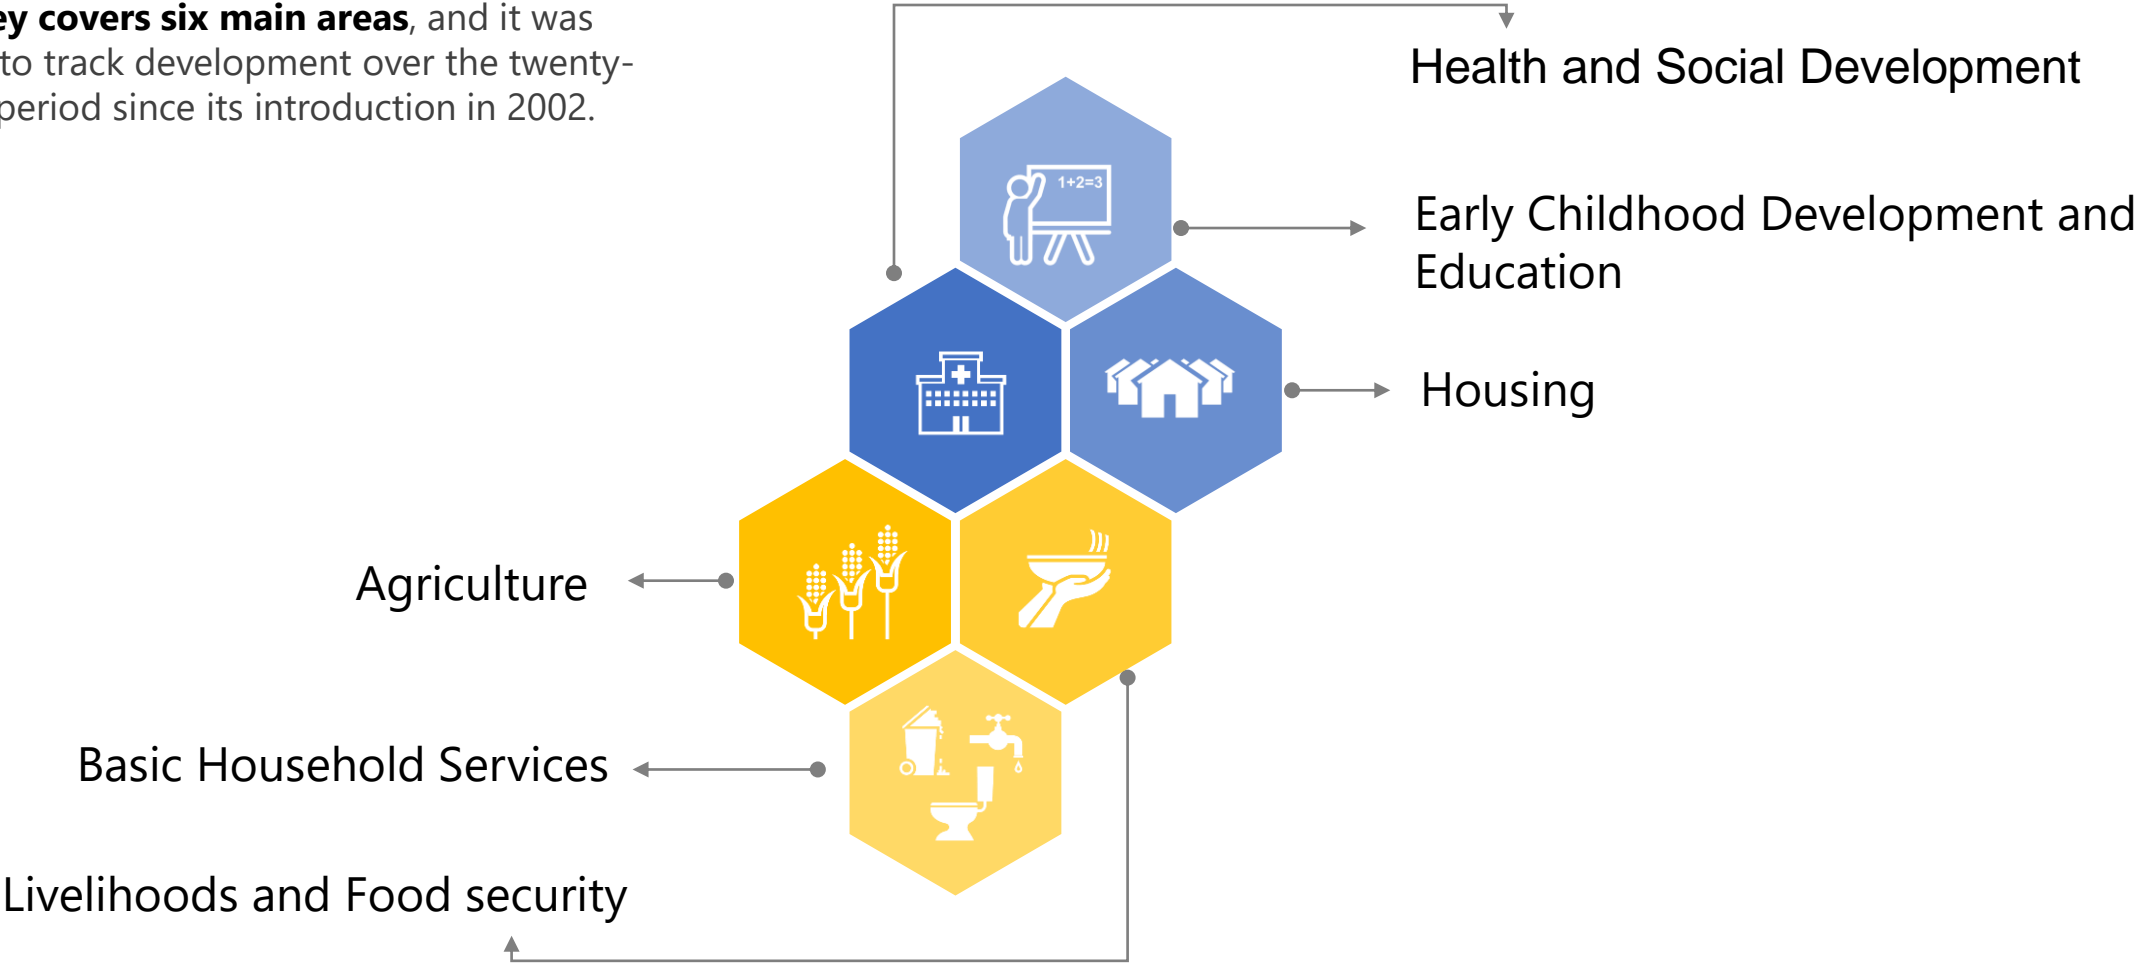 ey covers six main areas, and it was
to track development over the twenty-
period since its introduction in 2002.
Health and Social Development
1+2=3
Early Childhood Development and
Education
Housing
Agriculture
Basic Household Services
Livelihoods and Food security